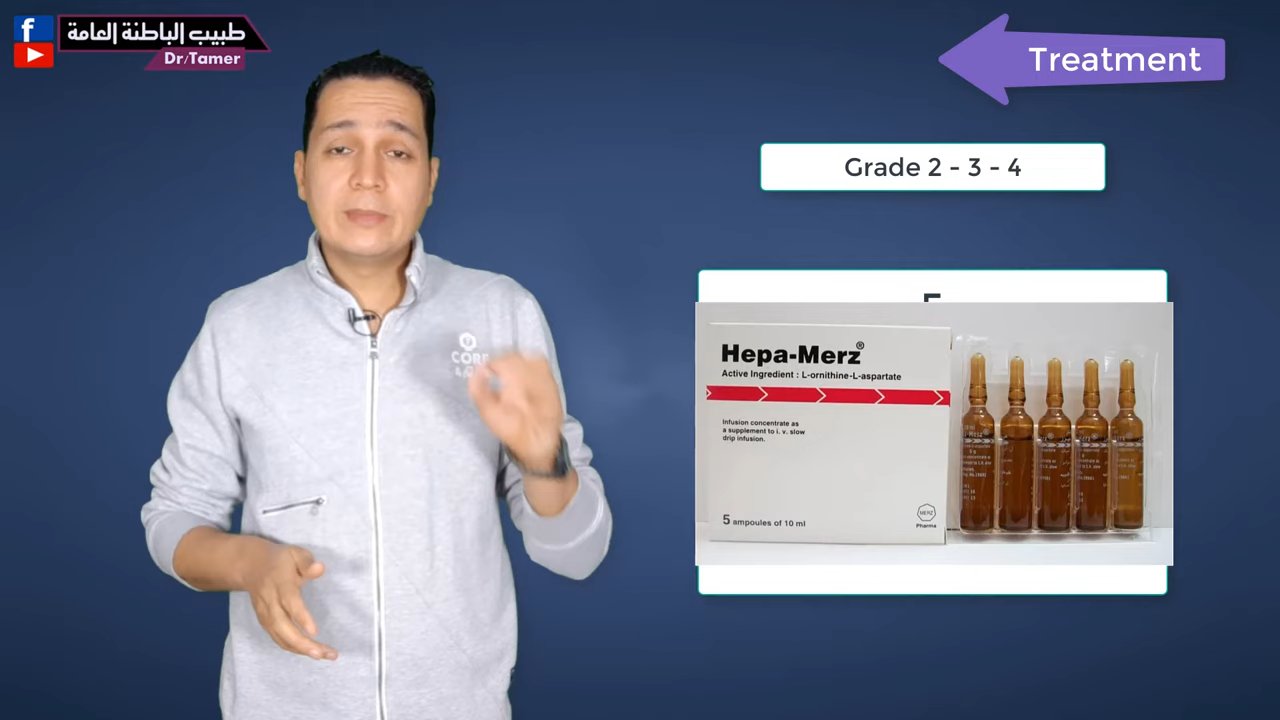 f
طبيب الباطنة العامة
Dr/Tamer
Treatment
Grade 2 - 3 - 4
CORE
Hepa-Merz®
Active Ingredient : L-ornithine-L-aspartate
Infusion concentrate as
a supplement to i. v. slow
drip infusion.
5 ampoules of 10 ml
MERZ
Pharma